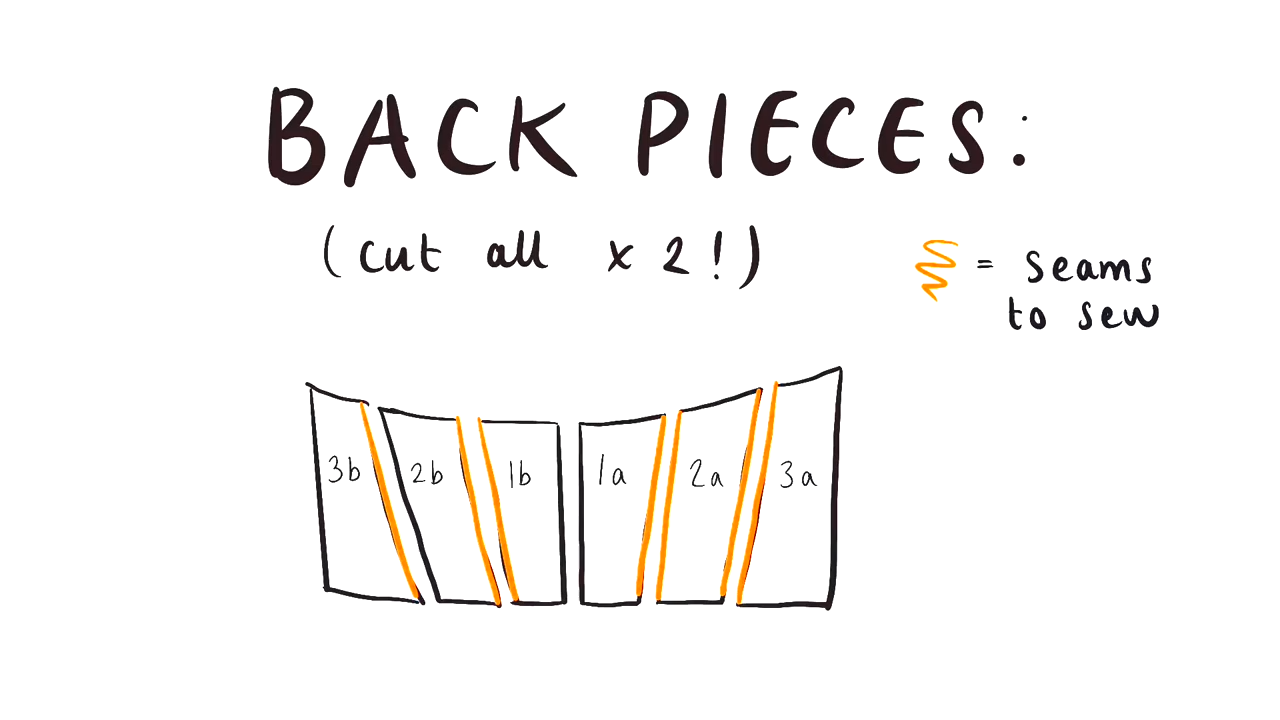 BACK PIECES:
(cut all x 2!)
= seams
to sew
3b 2b 1b 1a 2a 3a